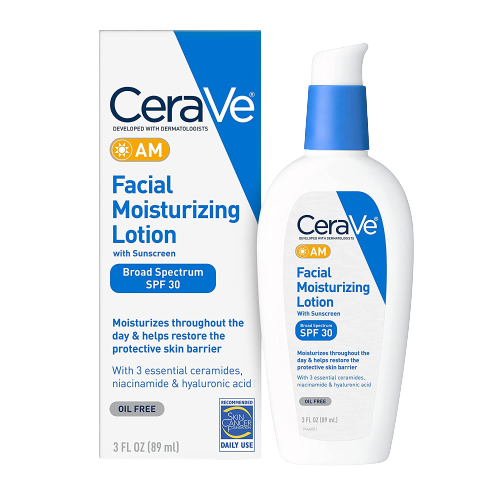 CeraVe®
DEVELOPED WITH DERMATOLOGISTS
AM
Facial
Moisturizing
Lotion
with Sunscreen
Broad Spectrum
SPF 30
Moisturizes throughout the
day & helps restore the
protective skin barrier
With 3 essential ceramides,
niacinamide & hyaluronic acid
OIL FREE
3 FL OZ (89 ml)
RECOMMENDED
SKIN
CANCER
FOUNDATION
DAILY USE
CeraVe®
DEVELOPED WITH DERMATOLOGISTS
AM
Facial
Moisturizing
Lotion
With Sunscreen
Broad Spectrum
SPF 30
Moisturizes throughout the
day & helps restore the
protective skin barrier
With 3 essential ceramides,
niacinamide & hyaluronic acid
OIL FREE
3 FL OZ (89 mL)